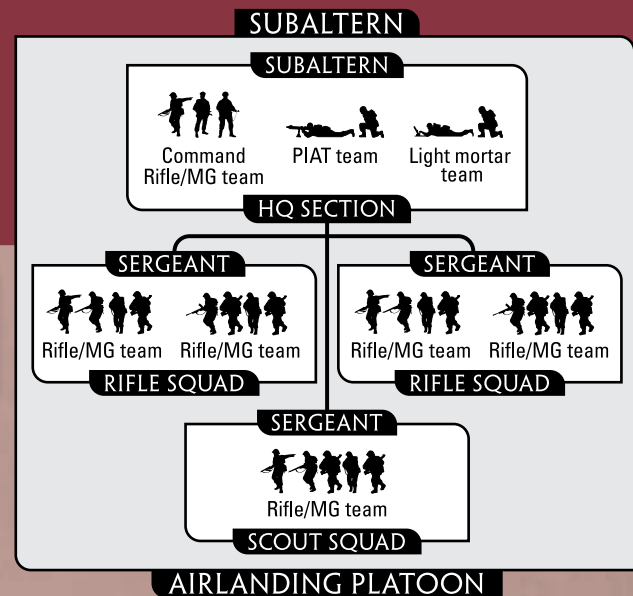 SUBALTERN
SUBALTERN
Command
Rifle/MG team
PIAT team
Light mortar
team
HQ SECTION
SERGEANT
Rifle/MG team
Rifle/MG team
RIFLE SQUAD
SERGEANT
Rifle/MG team
Rifle/MG team
RIFLE SQUAD
SERGEANT
Rifle/MG team
SCOUT SQUAD
AIRLANDING PLATOON